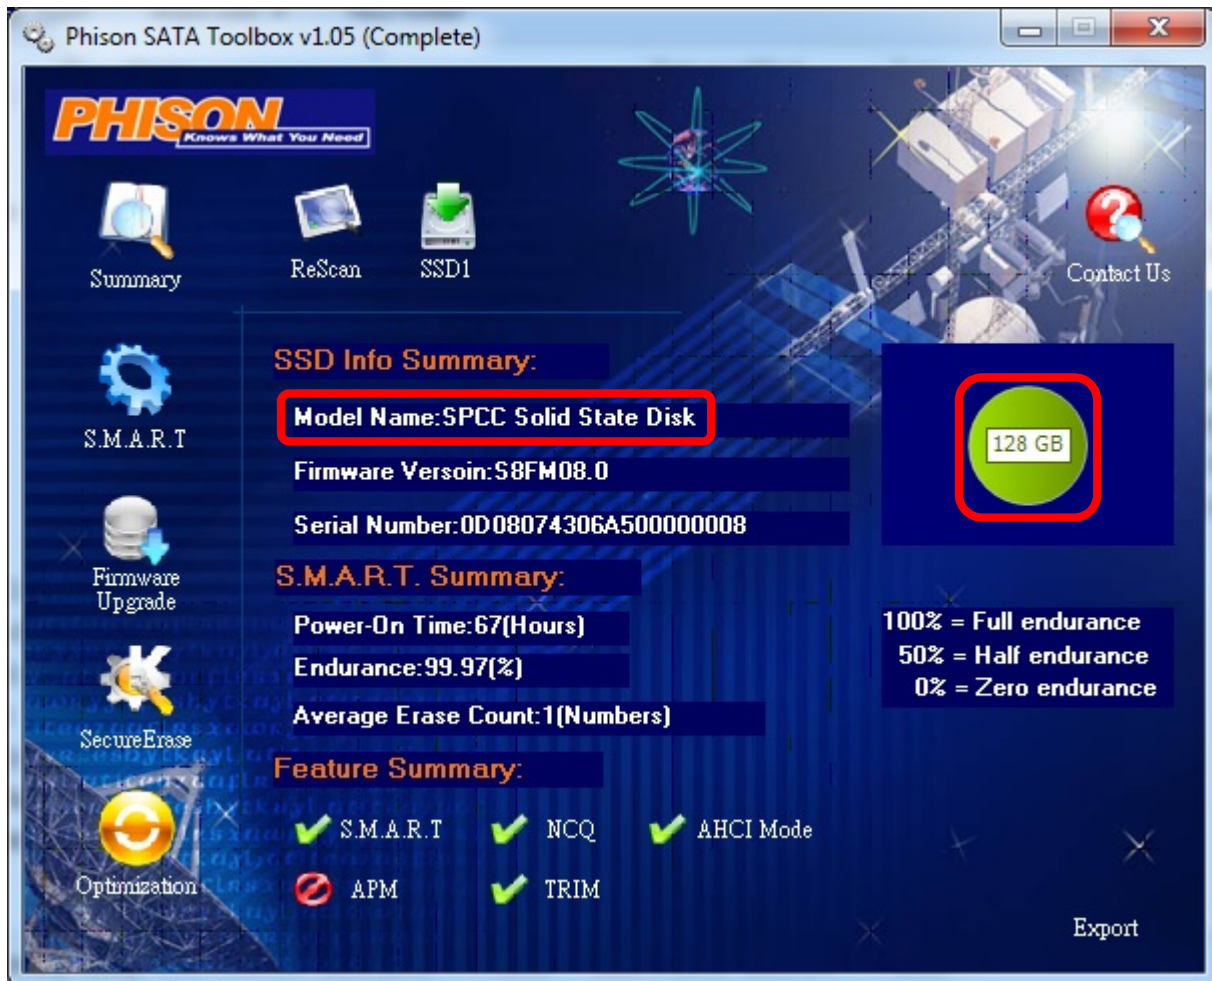 Phison SATA Toolbox v1.05 (Complete)
PHISON
Knows What You Need
Summary
ReScan
SSD1
Contact Us
S.M.A.R.T
Firmware
Upgrade
SecureErase
Optimization
SSD Info Summary:
Model Name:SPCC Solid State Disk
Firmware Versoin:S8FM08.0
Serial Number:0D08074306A500000008
128 GB
S.M.A.R.T. Summary:
Power-On Time:67(Hours)
Endurance:99.97(%)
Average Erase Count:1(Numbers)
100% = Full endurance
50% = Half endurance
0% = Zero endurance
Feature Summary:
S.M.A.R.T
NCQ
AHCI Mode
APM
TRIM
Export